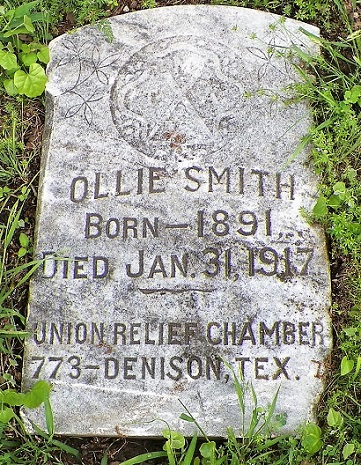 OLLIE SMITH
BORN-1891
DIED JAN. 31, 1917
UNION RELIEF CHAMBER
773-DENISON, TEX.